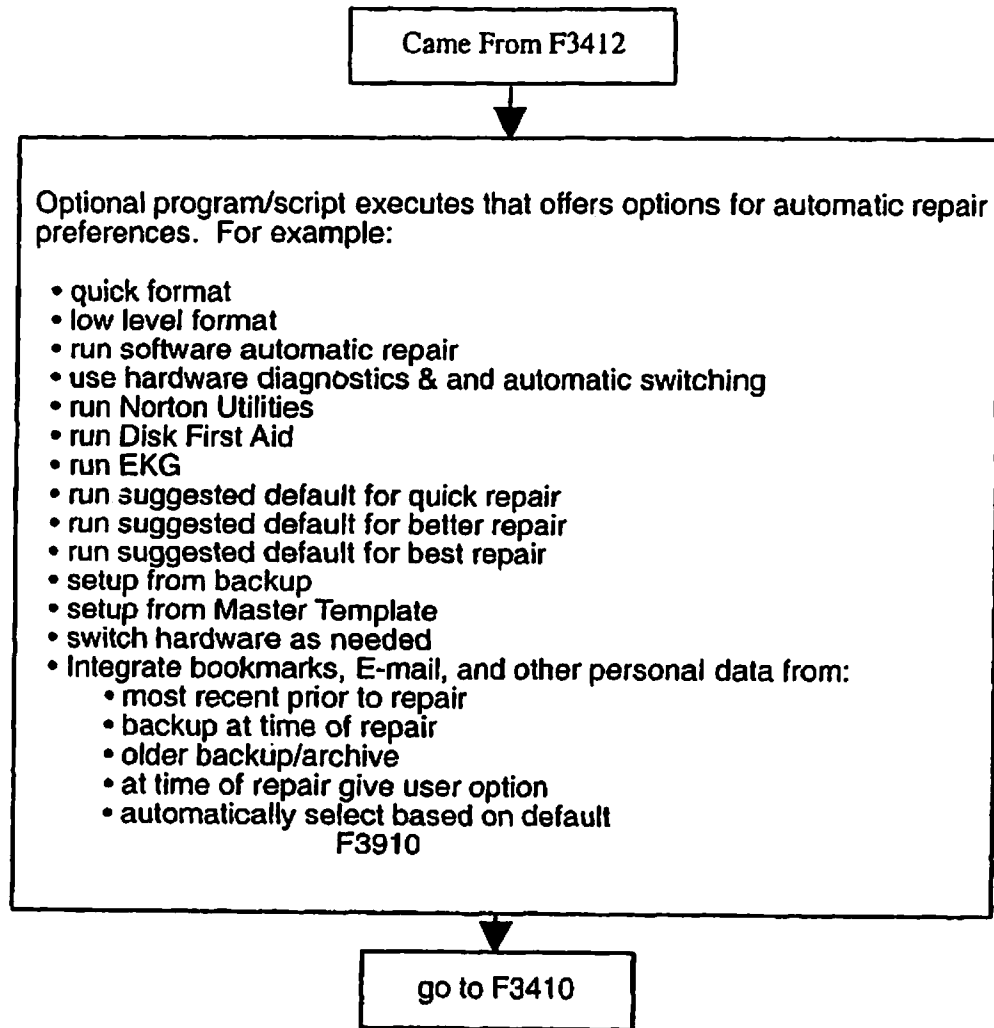 Came From F3412
Optional program/script executes that offers options for automatic repair
preferences. For example:
• quick format
• low level format
• run software automatic repair
• use hardware diagnostics & and automatic switching
• run Norton Utilities
• run Disk First Aid
• run EKG
• run suggested default for quick repair
• run suggested default for better repair
• run suggested default for best repair
• setup from backup
• setup from Master Template
• switch hardware as needed
• Integrate bookmarks, E-mail, and other personal data from:
• most recent prior to repair
• backup at time of repair
• older backup/archive
• at time of repair give user option
• automatically select based on default
F3910
go to F3410